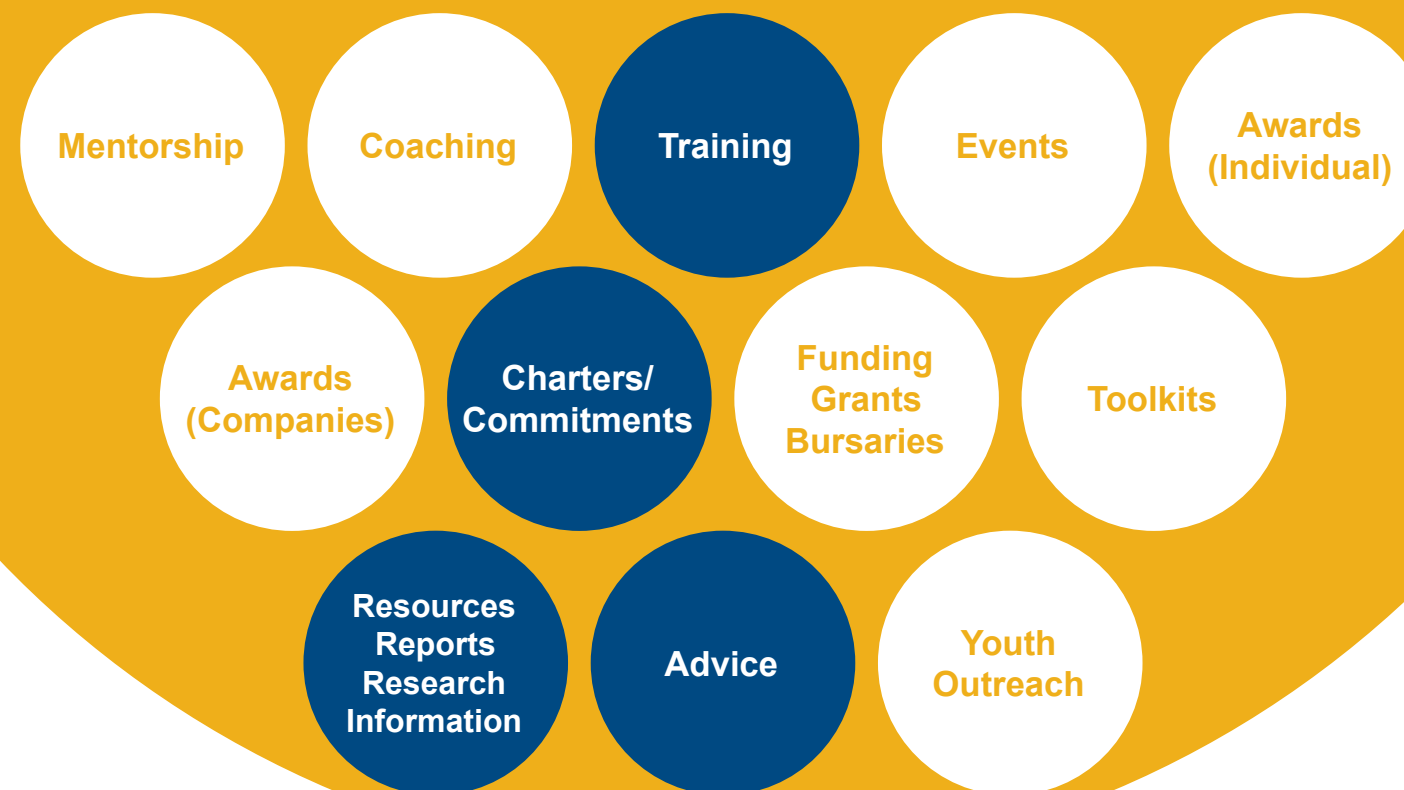 Mentorship
Coaching
Training
Events
Awards
(Individual)
Awards
(Companies)
Charters/
Commitments
Funding
Grants
Bursaries
Toolkits
Resources
Reports
Research
Information
Advice
Youth
Outreach